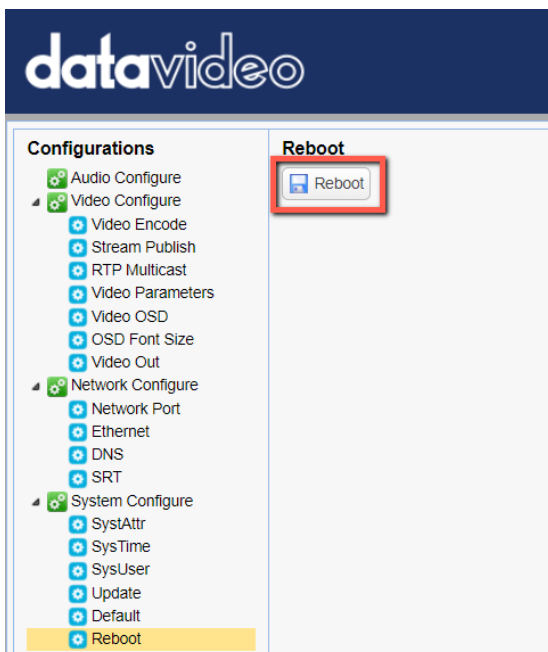 datavideo
Configurations
Audio Configure
Video Configure
Video Encode
Stream Publish
RTP Multicast
Video Parameters
Video OSD
OSD Font Size
Video Out
Network Configure
Network Port
Ethernet
DNS
SRT
System Configure
SystAttr
SysTime
SysUser
Update
Default
Reboot
Reboot
Reboot